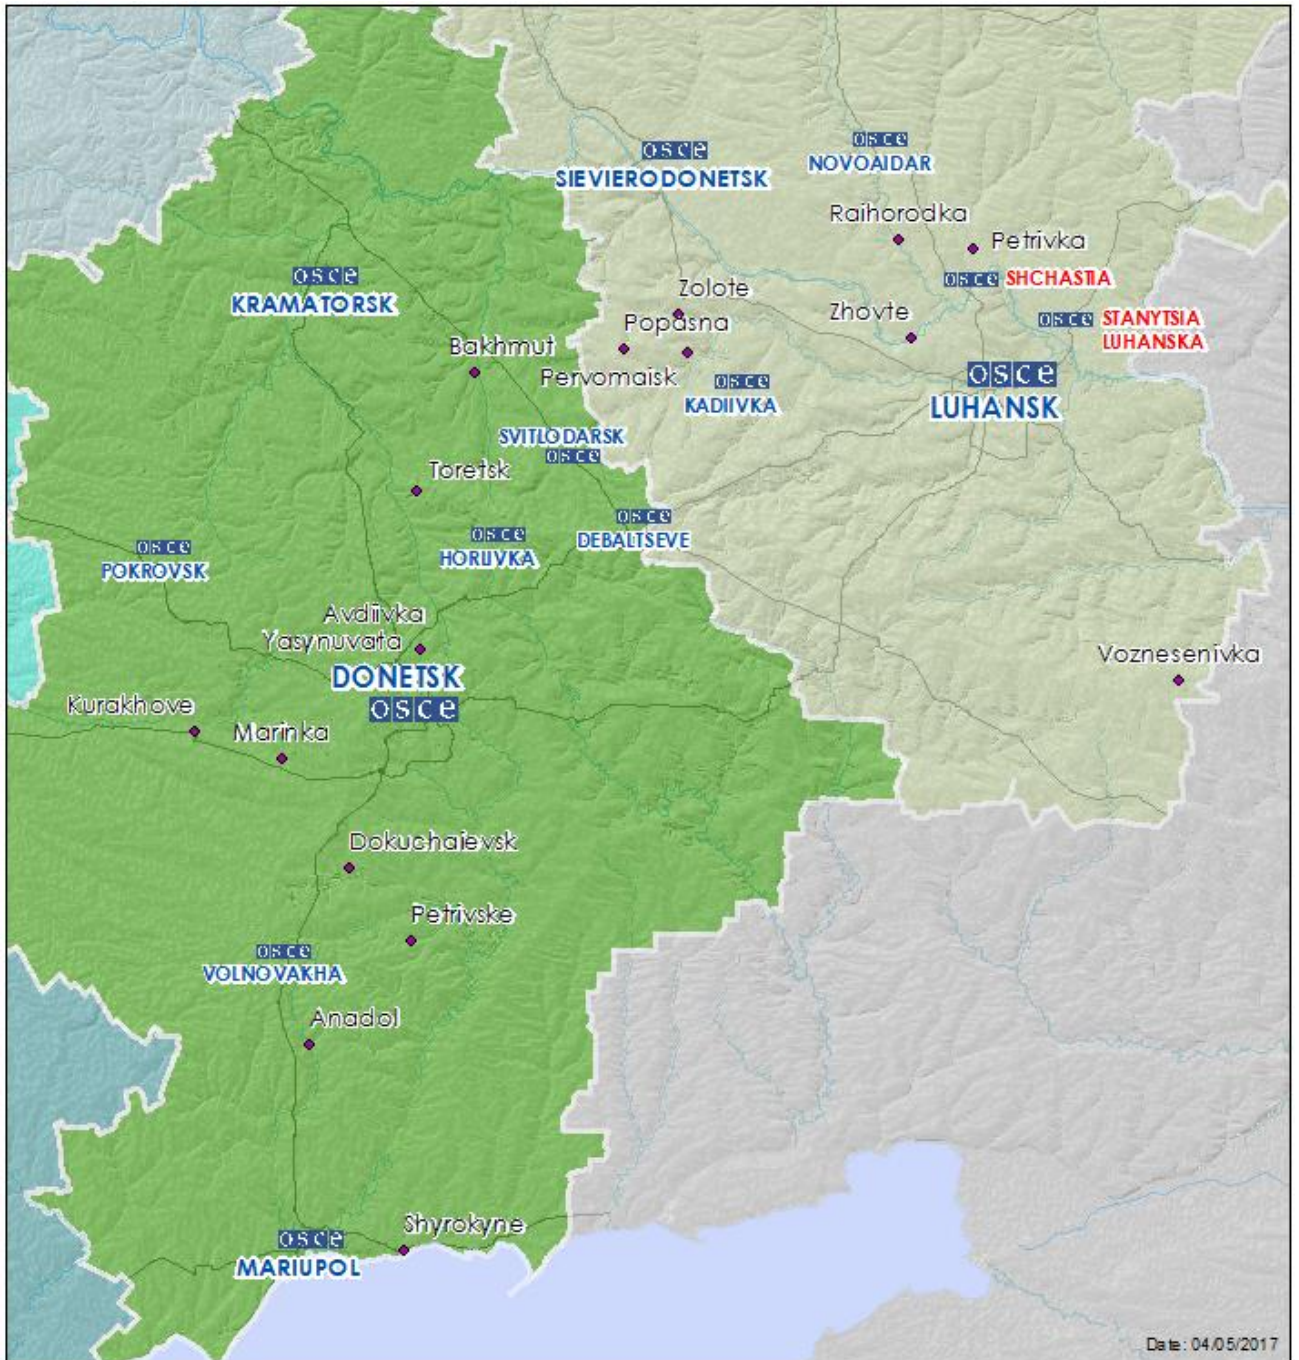 osce
NOVOAIDAR
osce
SIEVIERODONETSK
Raihorodka
Petrivka
osce SHCHASTIA
osce
KRAMATORSK
Zolote
Zhovte
osce STANYTSIA
LUHANSKA
Popasna
Bakhmut
Pervomaisk
osce
KADIIVKA
osce
LUHANSK
SVITLODARSK
osce
Toretsk
osce
DEBALTSEVE
osce
HORLIVKA
osce
POKROVSK
Avdiivka
Yasynuvata
DONETSK
osce
Voznesenivka
Kurakhove
Marinka
Dokuchaievsk
Petrivske
osce
VOLNOVAKHA
Anadol
Shyrokyne
osce
MARIUPOL
Date: 04/05/2017